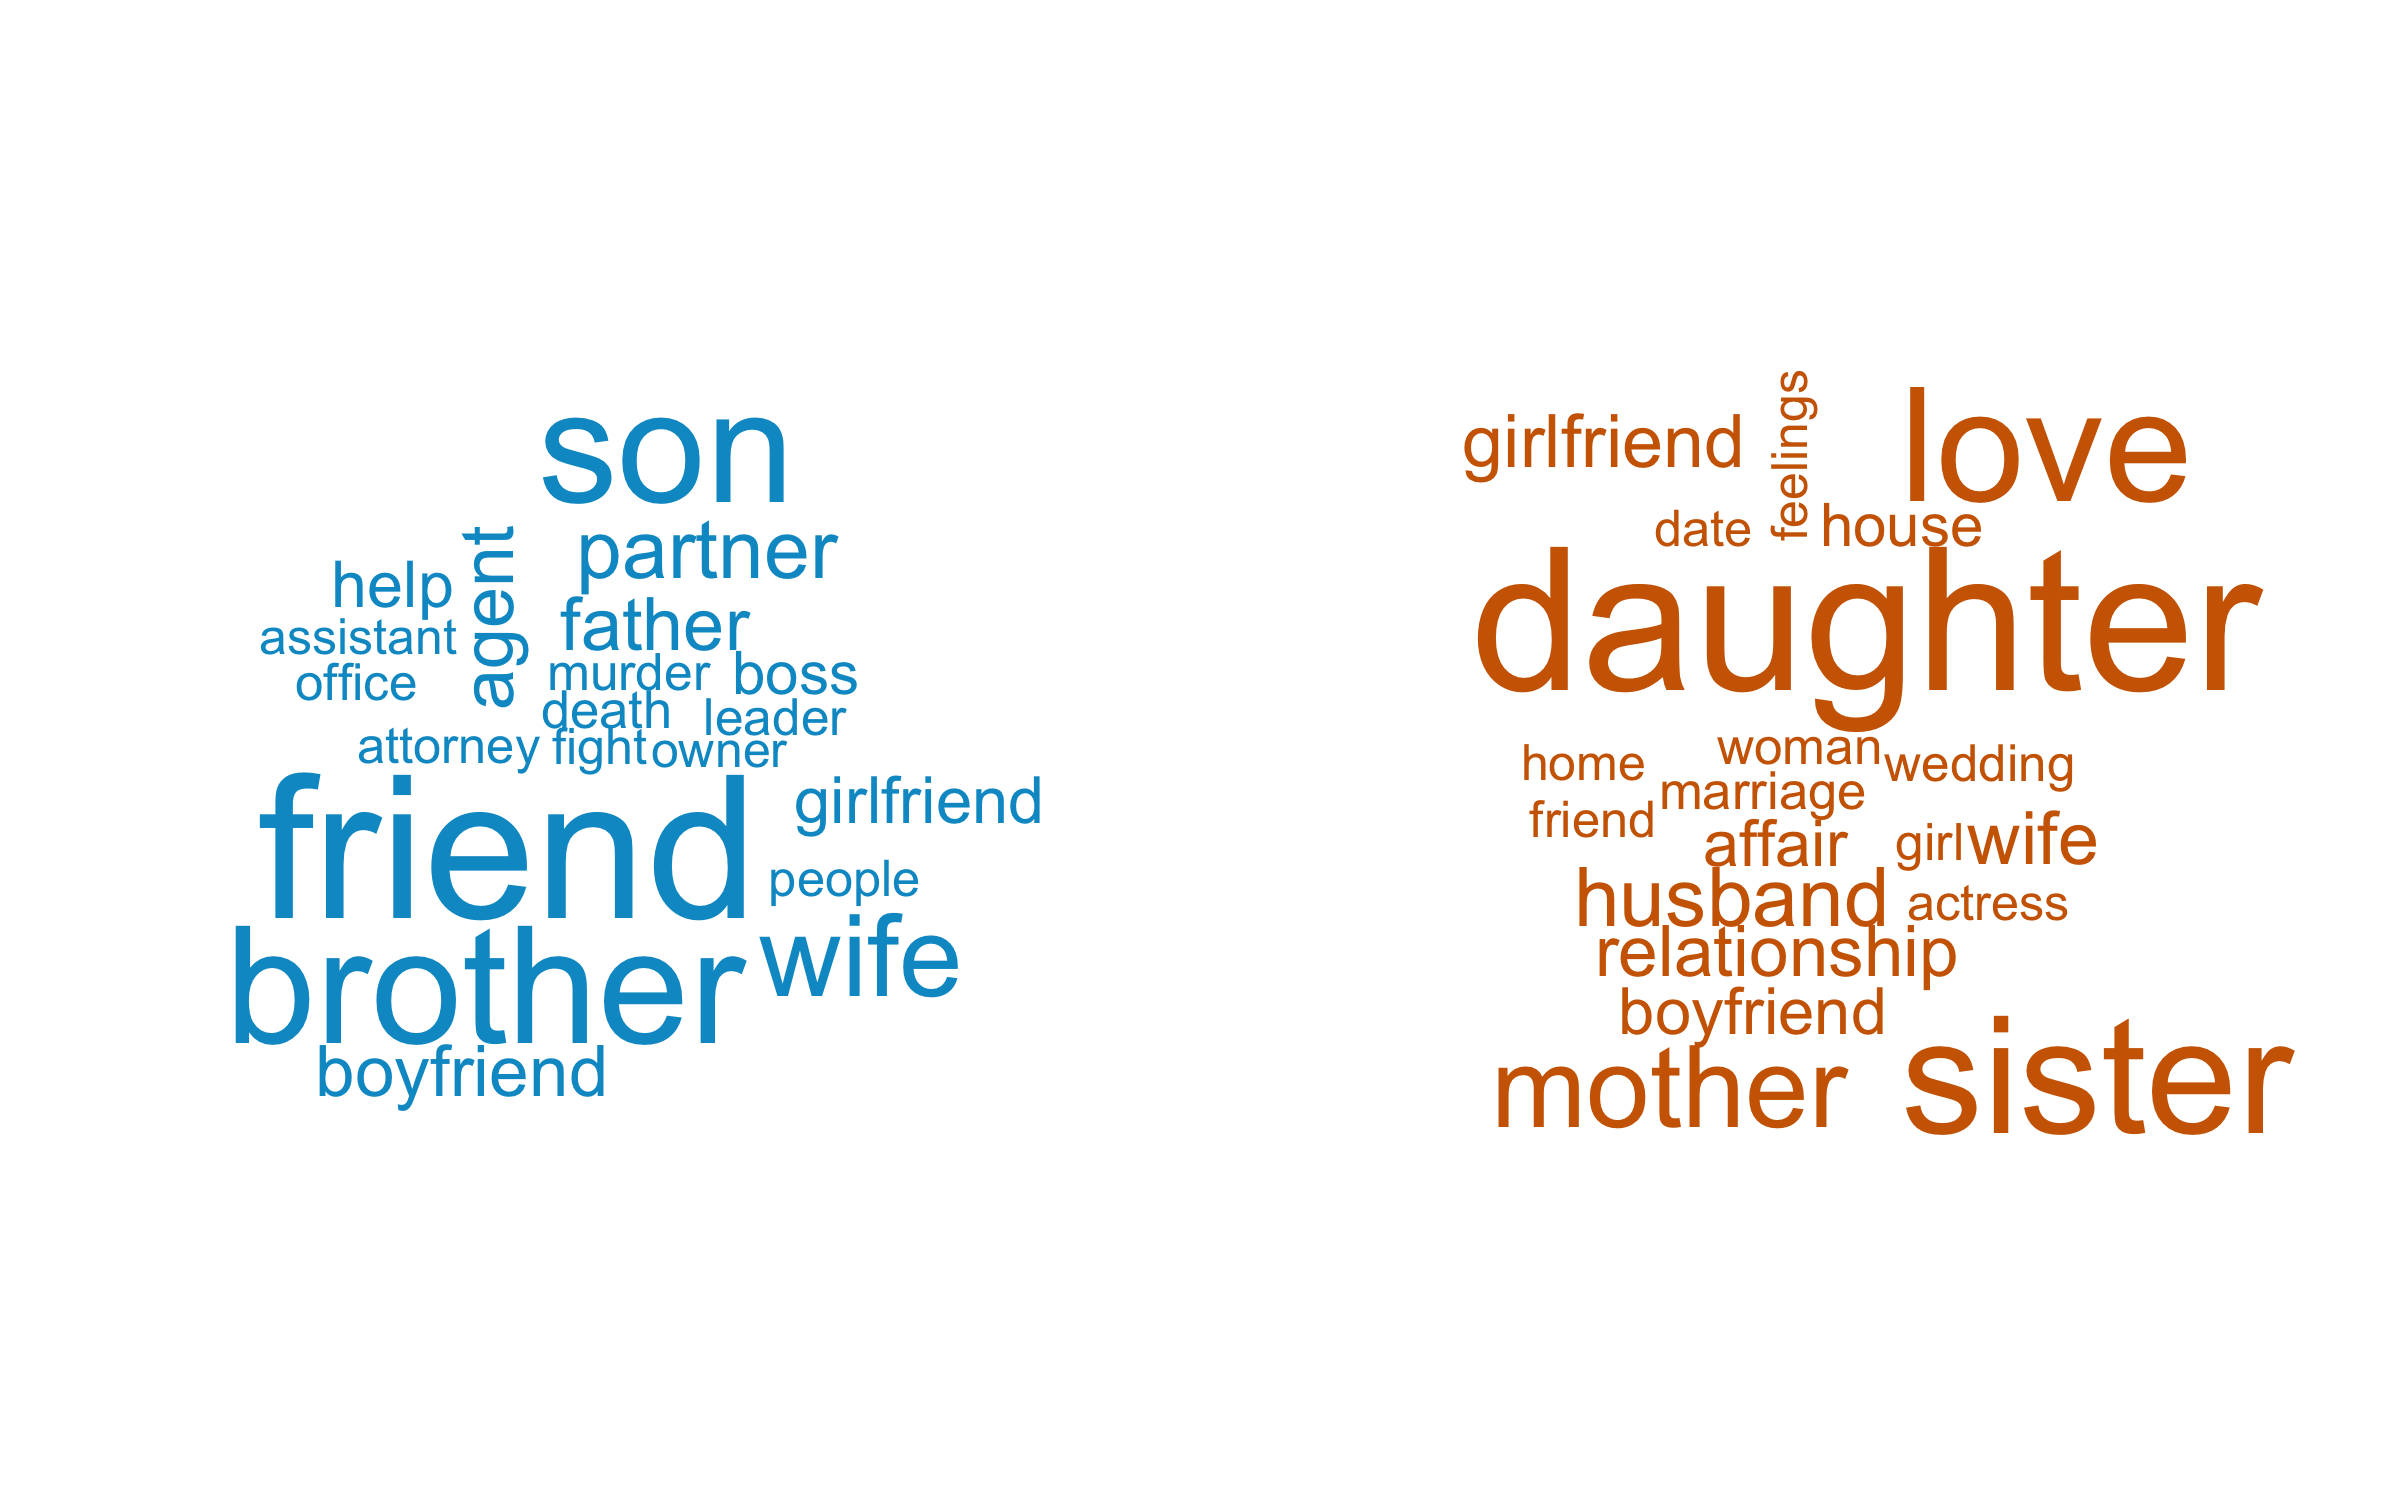 son
partner
help
agent
father
assistant
murder boss
office
death leader
attorney fight owner
friend
girlfriend
people
brother wife
boyfriend
girlfriend feelings love
date house
daughter
woman
home wedding
marriage
friend
affair girl wife
husband actress
relationship
boyfriend
mother sister